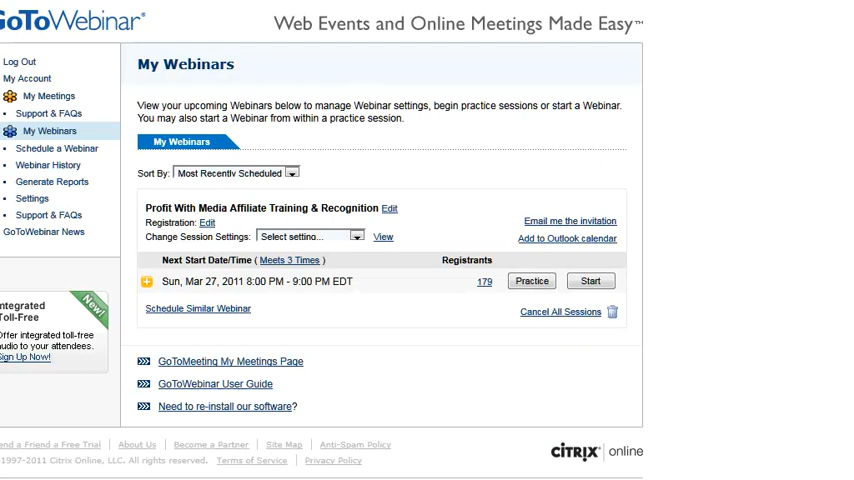 GoToWebinar®
Web Events and Online Meetings Made Easy™
Log Out
My Account
My Meetings
• Support & FAQs
My Webinars
• Schedule a Webinar
• Webinar History
• Generate Reports
• Settings
• Support & FAQs
GoToWebinar News
Integrated
Toll-Free
New!
Offer integrated toll-free
audio to your attendees.
Sign Up Now!
My Webinars
View your upcoming Webinars below to manage Webinar settings, begin practice sessions or start a Webinar.
You may also start a Webinar from within a practice session.
My Webinars
Sort By: Most Recently Scheduled
Profit With Media Affiliate Training & Recognition Edit
Registration: Edit
Email me the invitation
Change Session Settings: Select setting... View
Add to Outlook calendar
Next Start Date/Time ( Meets 3 Times ) Registrants
Sun, Mar 27, 2011 8:00 PM - 9:00 PM EDT 179 Practice Start
Schedule Similar Webinar
Cancel All Sessions
GoToMeeting My Meetings Page
GoToWebinar User Guide
Need to re-install our software?
end a Friend a Free Trial | About Us | Become a Partner | Site Map | Anti-Spam Policy
1997-2011 Citrix Online, LLC. All rights reserved. Terms of Service | Privacy Policy
CITRIX® | online